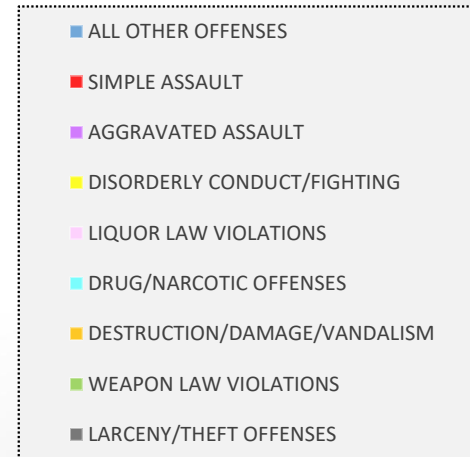 ALL OTHER OFFENSES
SIMPLE ASSAULT
AGGRAVATED ASSAULT
DISORDERLY CONDUCT/FIGHTING
LIQUOR LAW VIOLATIONS
DRUG/NARCOTIC OFFENSES
DESTRUCTION/DAMAGE/VANDALISM
WEAPON LAW VIOLATIONS
LARCENY/THEFT OFFENSES